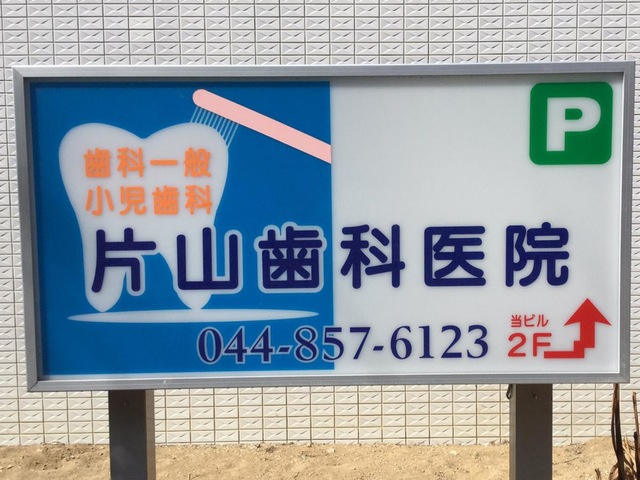 P
歯科一般
小児歯科
片山歯科医院
044-857-6123
当ビル
2F